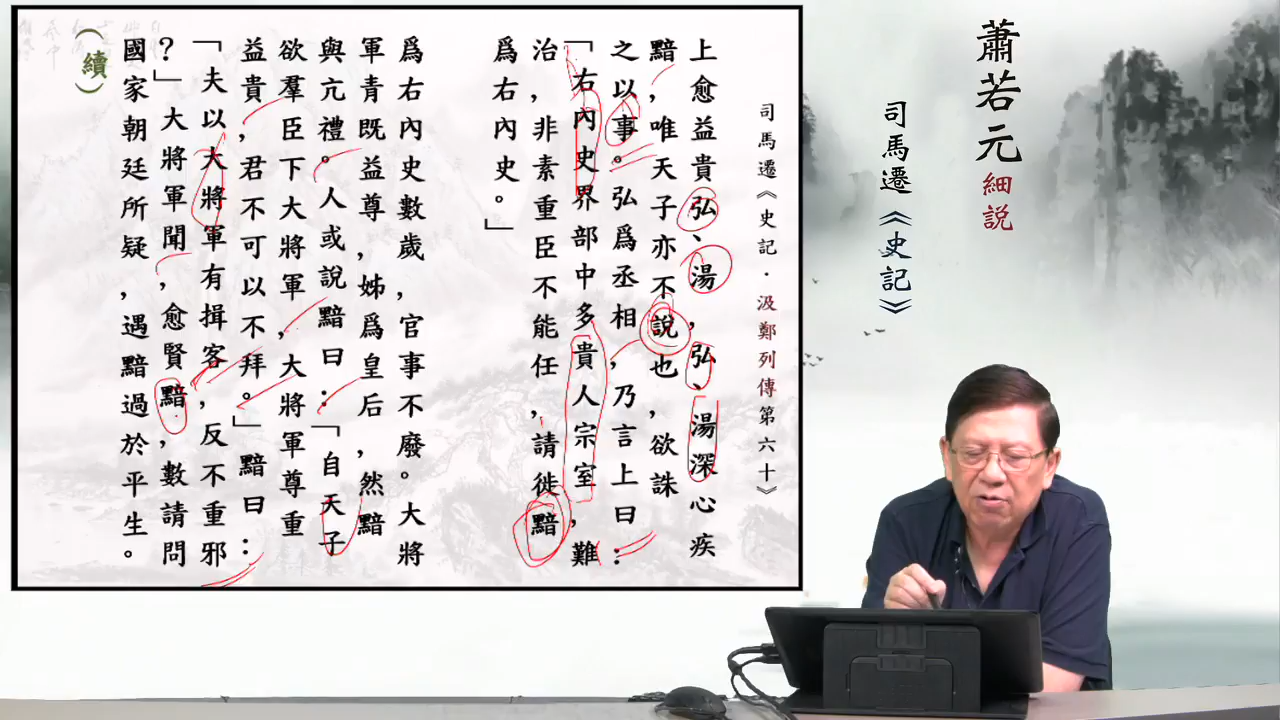 蕭若元細說
司馬遷《史記》
司馬遷《史記．汲鄭列傳第六十》
上愈益貴弘、湯，弘、湯深心疾
黯，唯天子亦不說也，欲誅
之以事。弘爲丞相，乃言上曰：
「右內史界部中多貴人宗室，難
治，非素重臣不能任，請徙黯
爲右內史。」
爲右內史數歲，官事不廢。大將
軍青既益尊，姊爲皇后，然黯
與亢禮。人或說黯曰：「自天子
欲羣臣下大將軍，大將軍尊重
益貴，君不可以不拜。」黯曰：
「夫以大將軍有揖客，反不重邪
？」大將軍聞，愈賢黯，數請問
國家朝廷所疑，遇黯過於平生。
（續）